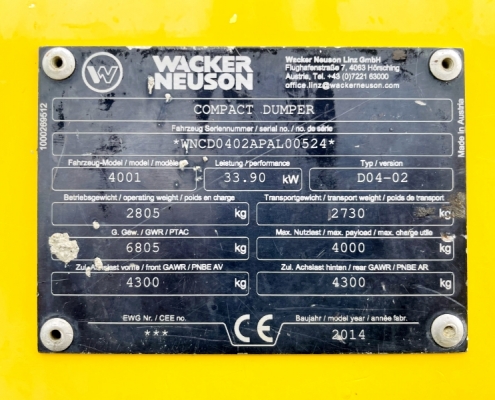 WACKER
NEUSON
Wacker Neuson Linz GmbH
Flughafenstraße 7, 4063 Hörsching
Austria, Tel. +43 (0)7221 63000
office.linz@wackerneuson.com
COMPACT DUMPER
Fahrzeug Seriennummer / serial no. / no. de série
*WNCD0402APAL00524*
Fahrzeug-Model / model / modèle Leistung / performance Typ / version
4001 33.90 kW D04-02
Betriebsgewicht / operating weight / poids en charge Transportgewicht / transport weight / poids de transport
2805 kg 2730 kg
G. Gew. / GWR / PTAC Max. Nutzlast / max. payload / max. charge utile
6805 kg 4000 kg
Zul. Achslast vorne / front GAWR / PNBE AV Zul. Achslast hinten / rear GAWR / PNBE AR
4300 kg 4300 kg
EWG Nr. / CEE no. CE Baujahr / model year / année fabr.
*** 2014
1000289512
Made in Austria